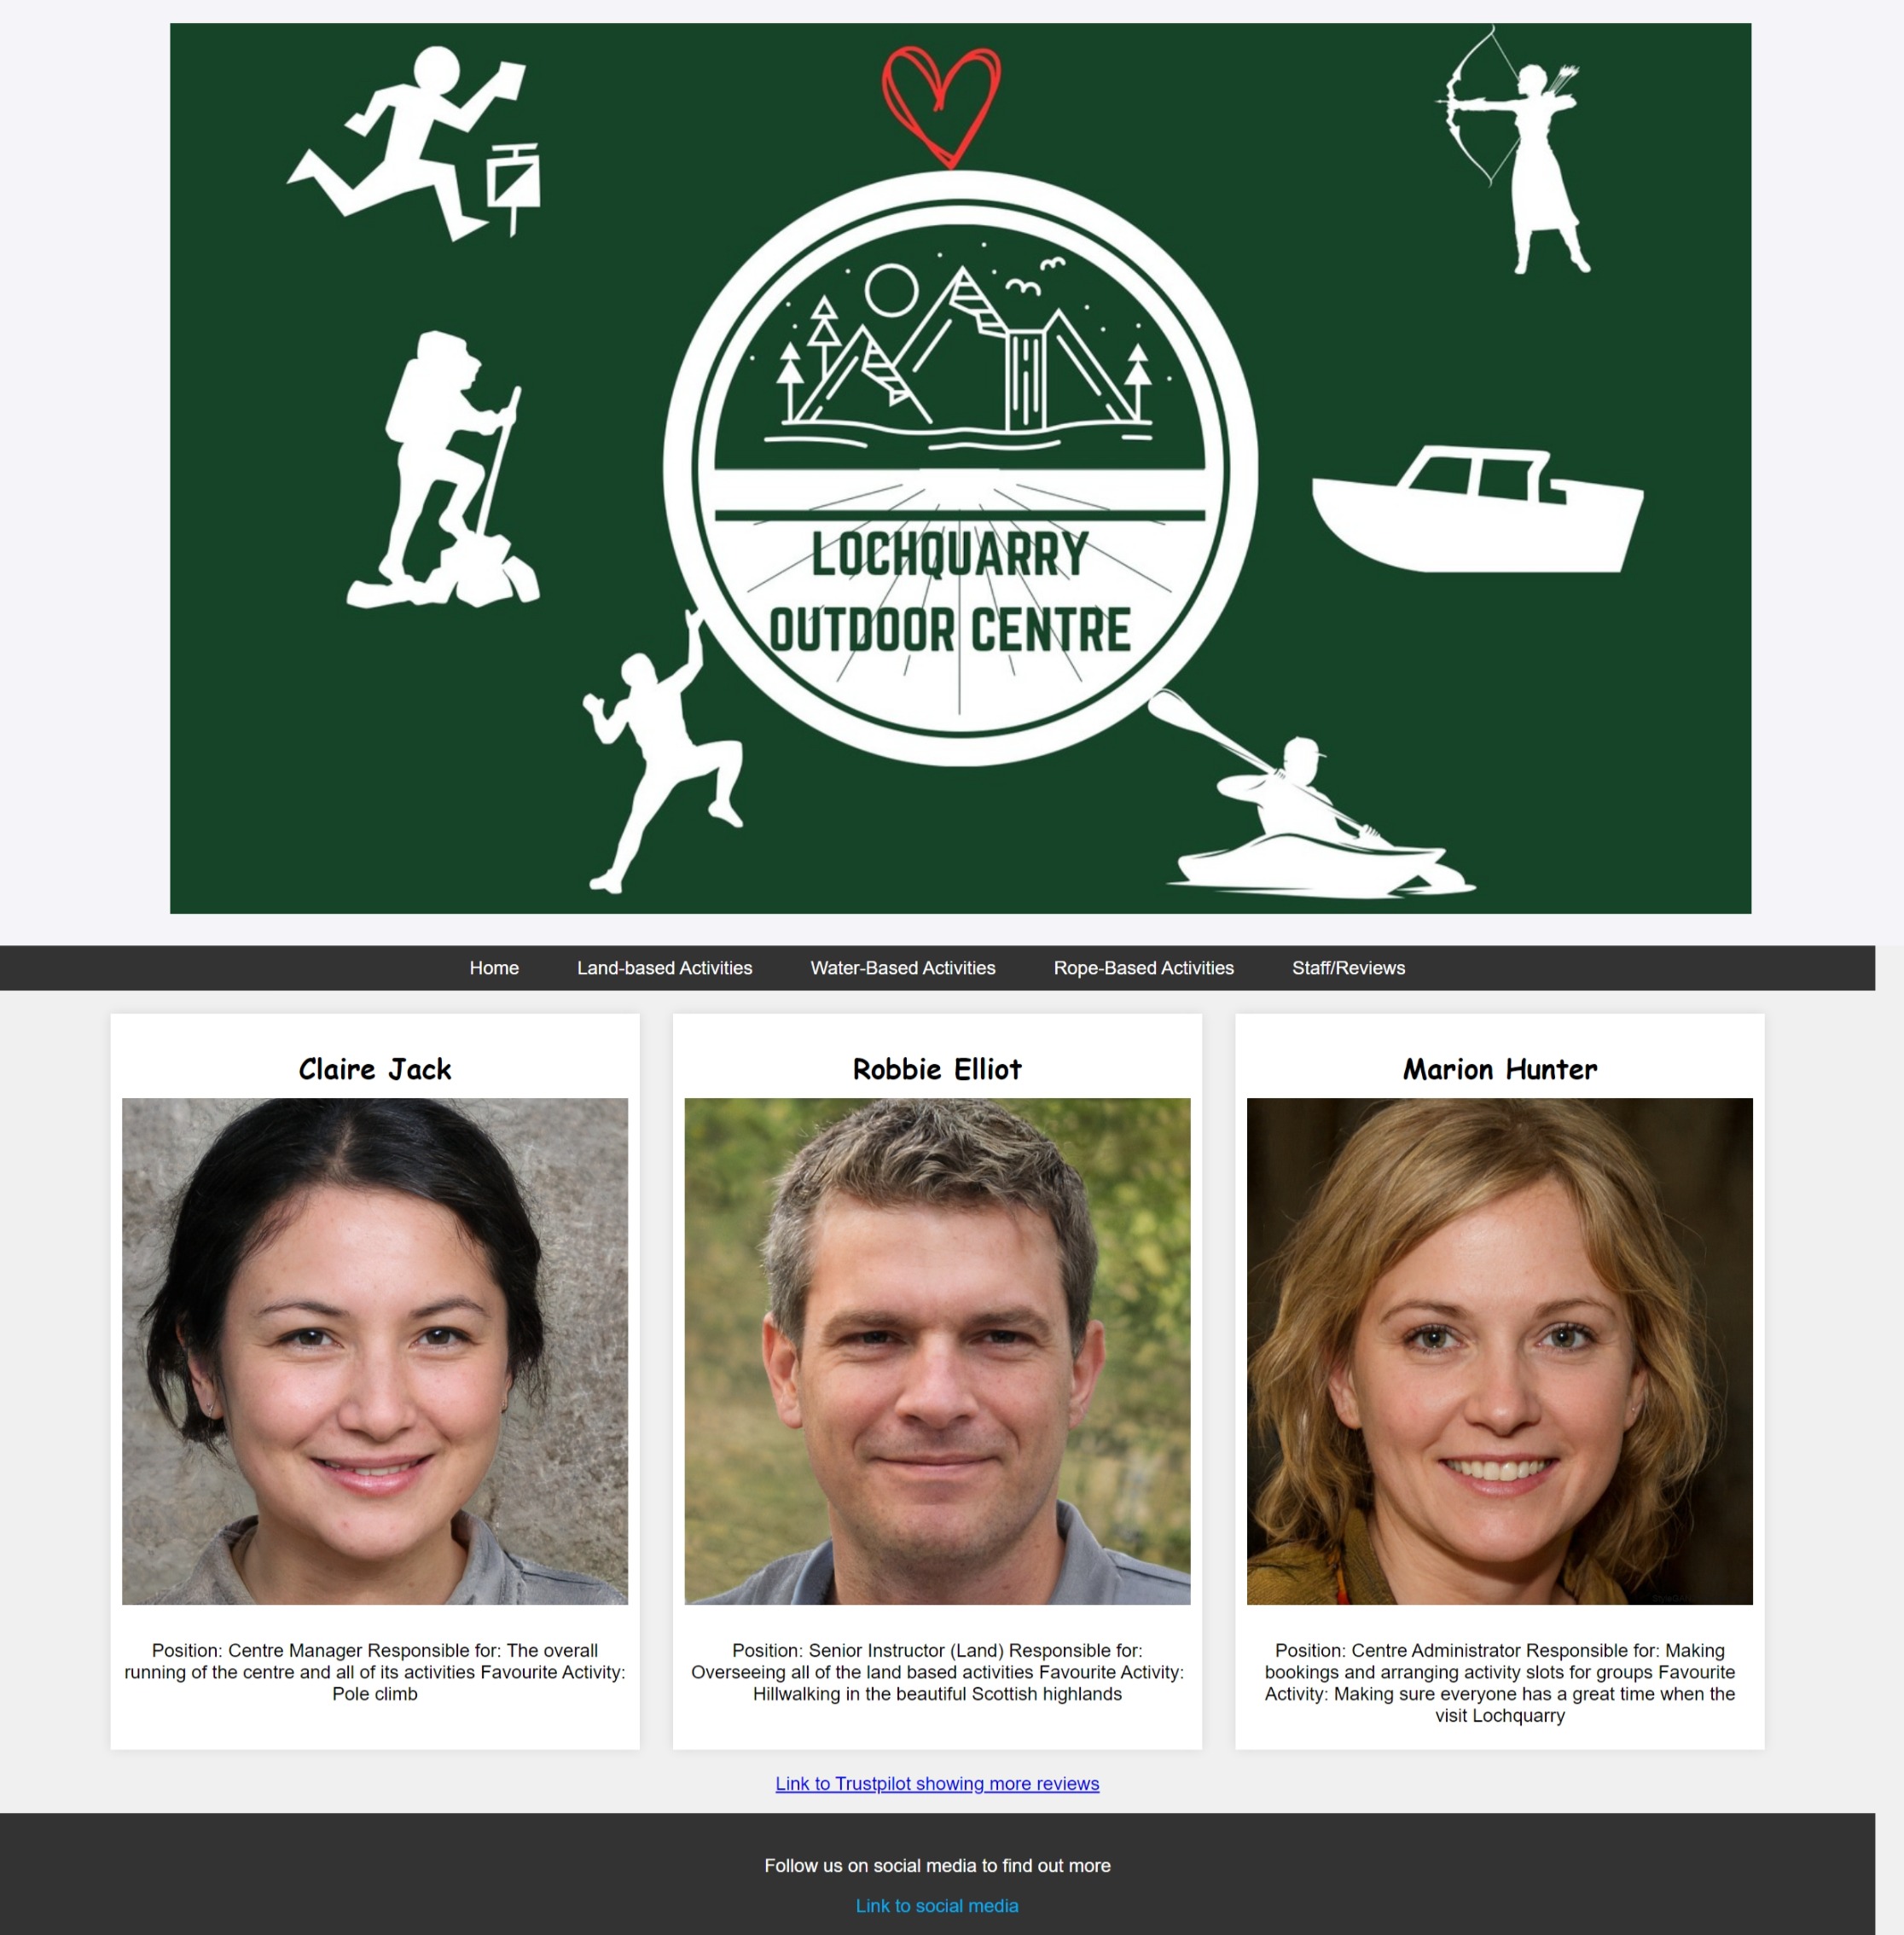 LOCHQUARRY
OUTDOOR CENTRE
Home Land-based Activities Water-Based Activities Rope-Based Activities Staff/Reviews
Claire Jack
Position: Centre Manager Responsible for: The overall
running of the centre and all of its activities Favourite Activity:
Pole climb
Robbie Elliot
Position: Senior Instructor (Land) Responsible for:
Overseeing all of the land based activities Favourite Activity:
Hillwalking in the beautiful Scottish highlands
Marion Hunter
Position: Centre Administrator Responsible for: Making
bookings and arranging activity slots for groups Favourite
Activity: Making sure everyone has a great time when the
visit Lochquarry
Link to Trustpilot showing more reviews
Follow us on social media to find out more
Link to social media